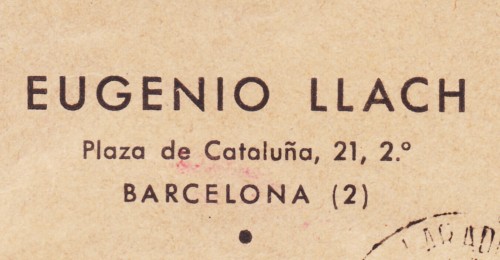 EUGENIO LLACH
Plaza de Cataluña, 21, 2.º
BARCELONA (2)